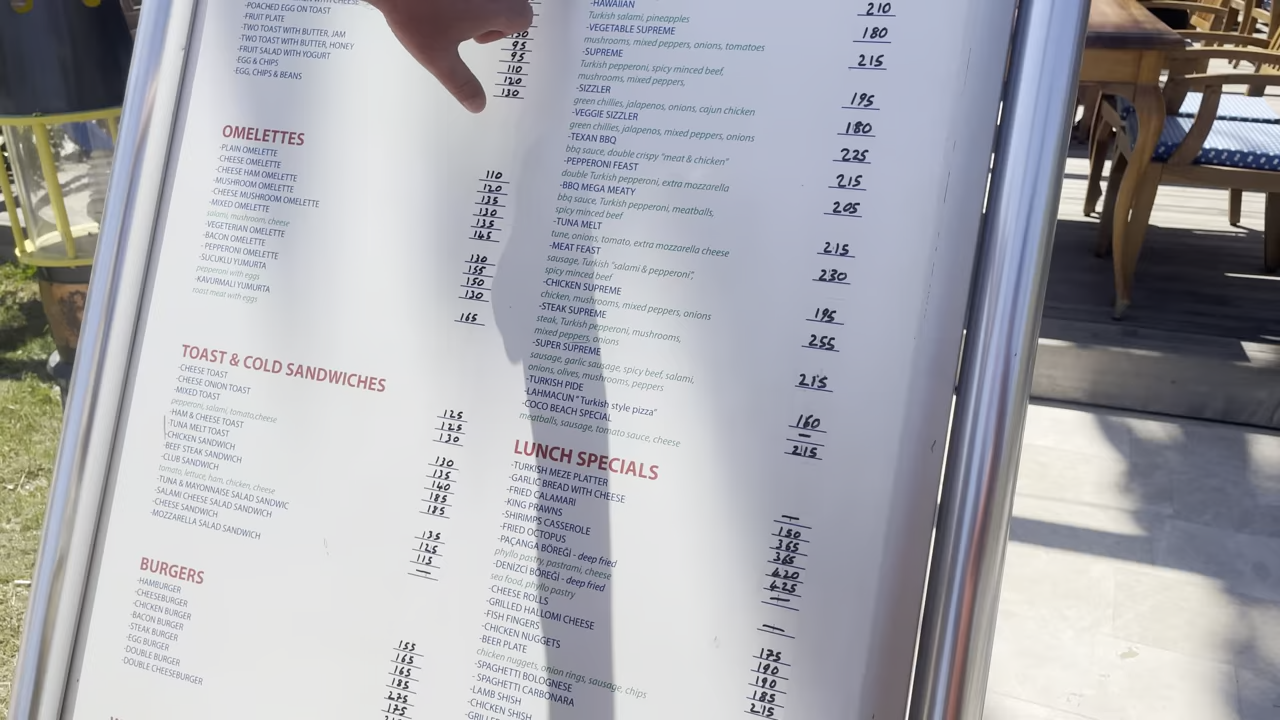 -POACHED EGG ON TOAST
-FRUIT PLATE
-TWO TOAST WITH BUTTER, JAM
-TWO TOAST WITH BUTTER, HONEY
-FRUIT SALAD WITH YOGURT
-EGG & CHIPS
-EGG, CHIPS & BEANS
95
95
110
120
130
OMELETTES
-PLAIN OMELETTE
-CHEESE OMELETTE
-CHEESE HAM OMELETTE
-MUSHROOM OMELETTE
-CHEESE MUSHROOM OMELETTE
-MIXED OMELETTE
salami, mushroom, cheese
-VEGETERIAN OMELETTE
-BACON OMELETTE
- PEPPERONI OMELETTE
-SUCUKLU YUMURTA
pepperoni with eggs
-KAVURMALI YUMURTA
roast meat with eggs
110
120
135
130
135
145
130
155
150
130
165
TOAST & COLD SANDWICHES
-CHEESE TOAST
-CHEESE ONION TOAST
-MIXED TOAST
pepperoni, salami, tomato,cheese
-HAM & CHEESE TOAST
-TUNA MELT TOAST
-CHICKEN SANDWICH
-BEEF STEAK SANDWICH
-CLUB SANDWICH
tomato, lettuce, ham, chicken, cheese
-TUNA & MAYONNAISE SALAD SANDWIC
-SALAMI CHEESE SALAD SANDWICH
-CHEESE SANDWICH
-MOZZARELLA SALAD SANDWICH
125
125
130
130
135
140
185
185
135
125
115
—
BURGERS
-HAMBURGER
-CHEESEBURGER
-CHICKEN BURGER
-BACON BURGER
-STEAK BURGER
-EGG BURGER
-DOUBLE BURGER
-DOUBLE CHEESEBURGER
155
165
165
185
225
175
-HAWAIIAN
Turkish salami, pineapples
-VEGETABLE SUPREME
mushrooms, mixed peppers, onions, tomatoes
-SUPREME
Turkish pepperoni, spicy minced beef,
mushrooms, mixed peppers,
-SIZZLER
green chillies, jalapenos, onions, cajun chicken
-VEGGIE SIZZLER
green chillies, jalapenos, mixed peppers, onions
-TEXAN BBQ
bbq sauce, double crispy "meat & chicken"
-PEPPERONI FEAST
double Turkish pepperoni, extra mozzarella
-BBQ MEGA MEATY
bbq sauce, Turkish pepperoni, meatballs,
spicy minced beef
-TUNA MELT
tune, onions, tomato, extra mozzarella cheese
-MEAT FEAST
sausage, Turkish "salami & pepperoni",
spicy minced beef
-CHICKEN SUPREME
chicken, mushrooms, mixed peppers, onions
-STEAK SUPREME
steak, Turkish pepperoni, mushrooms,
mixed peppers, onions
-SUPER SUPREME
sausage, garlic sausage, spicy beef, salami,
onions, olives, mushrooms, peppers
-TURKISH PIDE
-LAHMACUN " Turkish style pizza"
-COCO BEACH SPECIAL
meatballs, sausage, tomato sauce, cheese
210
180
215
195
180
225
215
205
215
230
195
255
215
160
—
215
LUNCH SPECIALS
-TURKISH MEZE PLATTER
-GARLIC BREAD WITH CHEESE
-FRIED CALAMARI
-KING PRAWNS
-SHIRIMPS CASSEROLE
-FRIED OCTOPUS
-PAÇANGA BÖREĞİ - deep fried
phyllo pastry, pastrami, cheese
-DENİZCİ BÖREĞİ - deep fried
sea food, phyllo pastry
-CHEESE ROLLS
-GRILLED HALLOMI CHEESE
-FISH FINGERS
-CHICKEN NUGGETS
-BEER PLATE
chicken nuggets, onion rings, sausage, chips
-SPAGHETTI BOLOGNESE
- SPAGHETTI CARBONARA
-LAMB SHISH
-CHICKEN SHISH
—
150
365
365
420
425
—
—
175
190
190
185
215